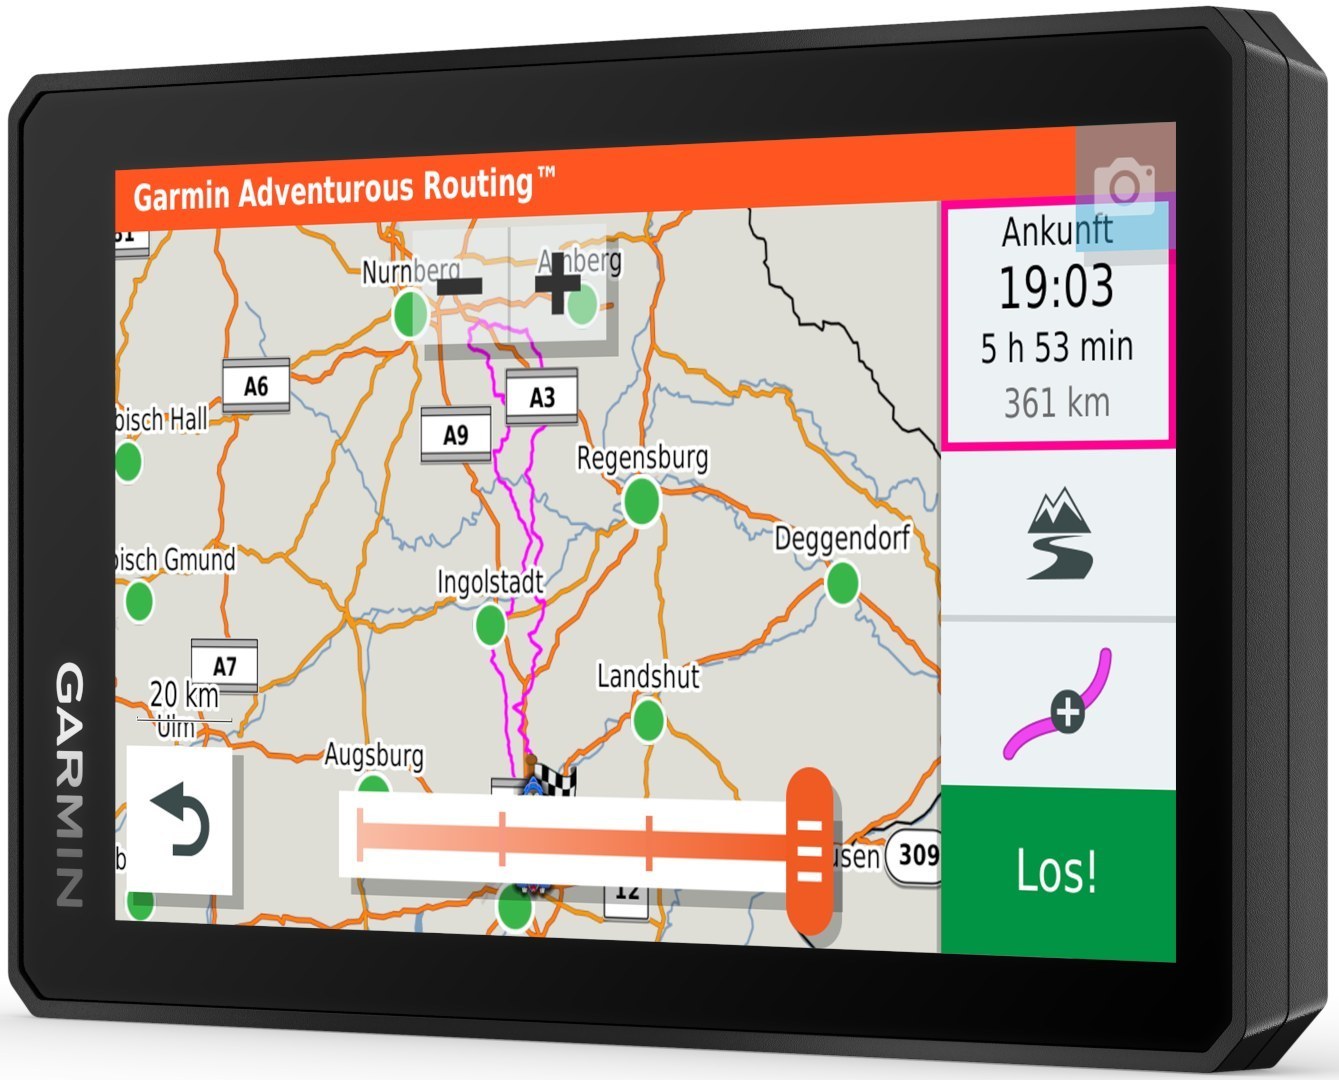 Garmin Adventurous Routing™
Nurnberg
Amberg
A6
A3
A9
bisch Hall
Regensburg
Deggendorf
bisch Gmund
Ingolstadt
A7
20 km
Ulm
Landshut
Augsburg
b
usen
309
12
Ankunft
19:03
5 h 53 min
361 km
Los!
GARMIN